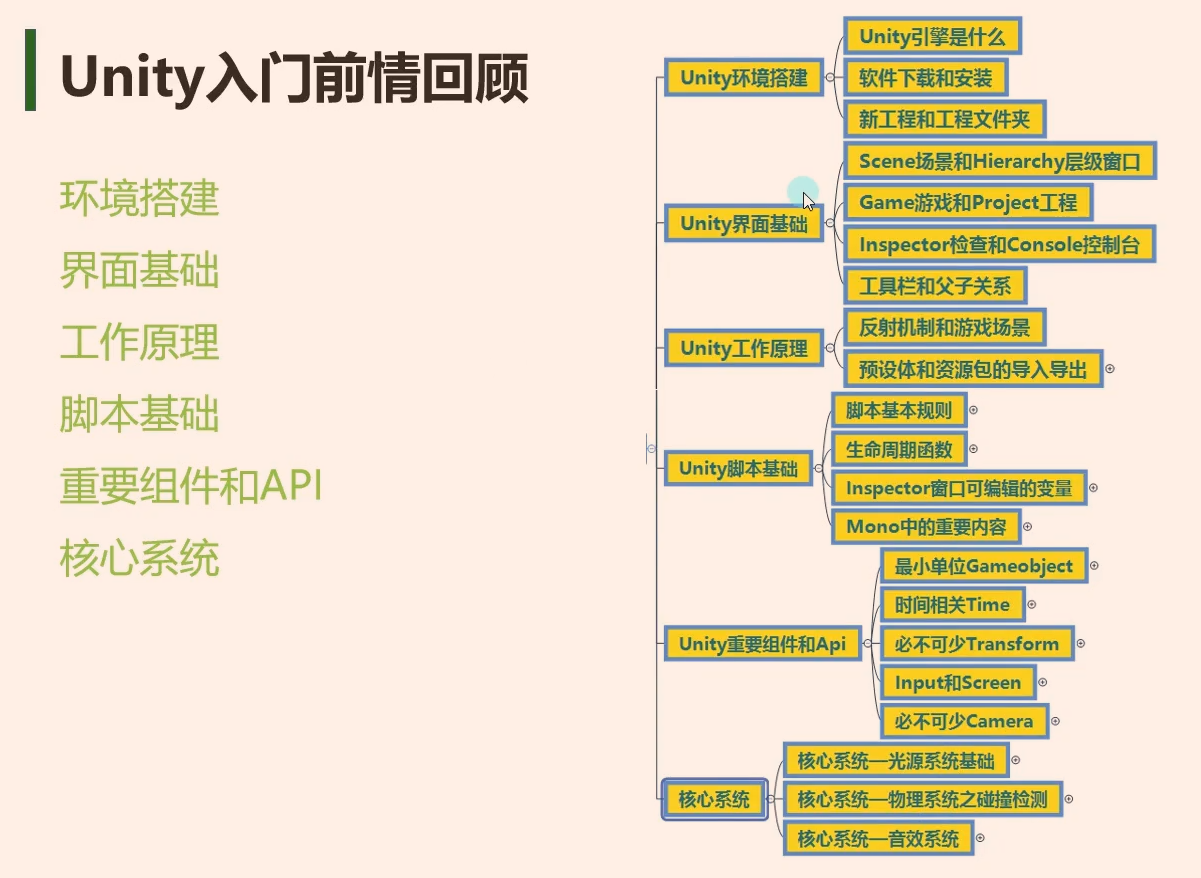 Unity入门前情回顾
环境搭建
界面基础
工作原理
脚本基础
重要组件和API
核心系统
Unity环境搭建
Unity引擎是什么
软件下载和安装
新工程和工程文件夹
Unity界面基础
Scene场景和Hierarchy层级窗口
Game游戏和Project工程
Inspector检查和Console控制台
工具栏和父子关系
Unity工作原理
反射机制和游戏场景
预设体和资源包的导入导出
Unity脚本基础
脚本基本规则
生命周期函数
Inspector窗口可编辑的变量
Mono中的重要内容
Unity重要组件和Api
最小单位Gameobject
时间相关Time
必不可少Transform
Input和Screen
必不可少Camera
核心系统
核心系统—光源系统基础
核心系统—物理系统之碰撞检测
核心系统—音效系统